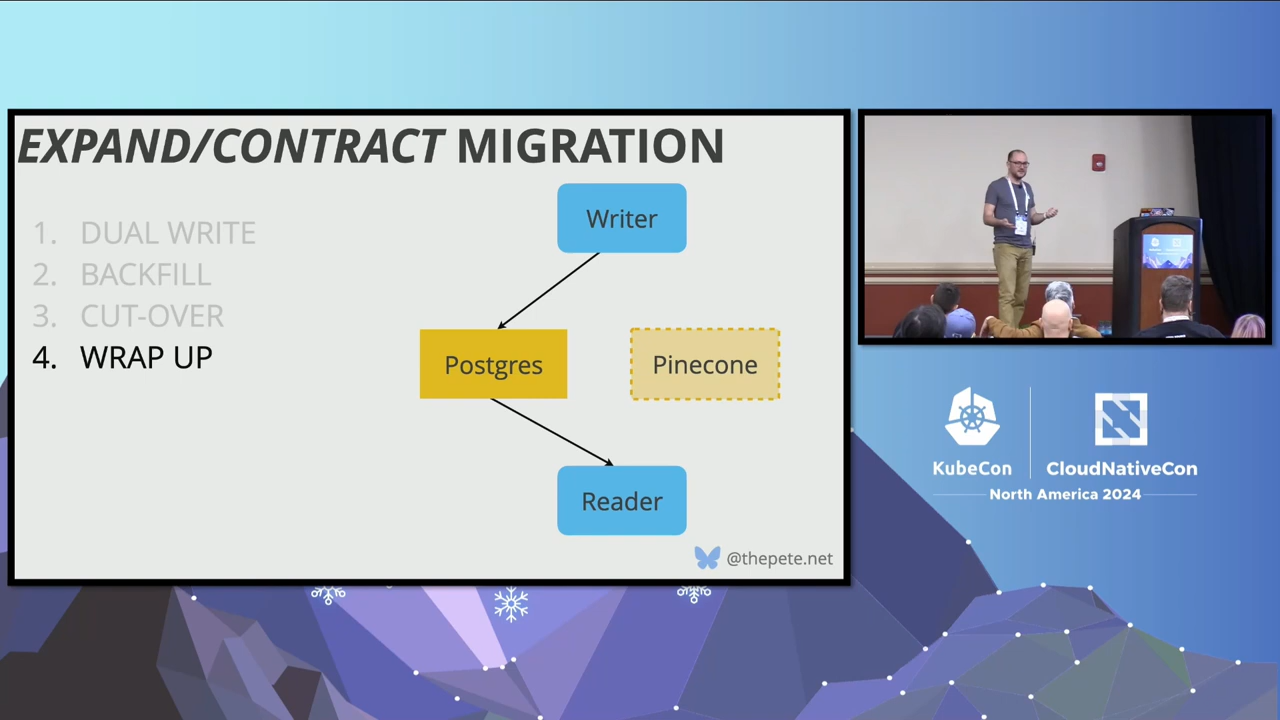 EXPAND/CONTRACT MIGRATION
1. DUAL WRITE
2. BACKFILL
3. CUT-OVER
4. WRAP UP
Writer
Postgres
Pinecone
Reader
@thepete.net
KubeCon
CloudNativeCon
North America 2024